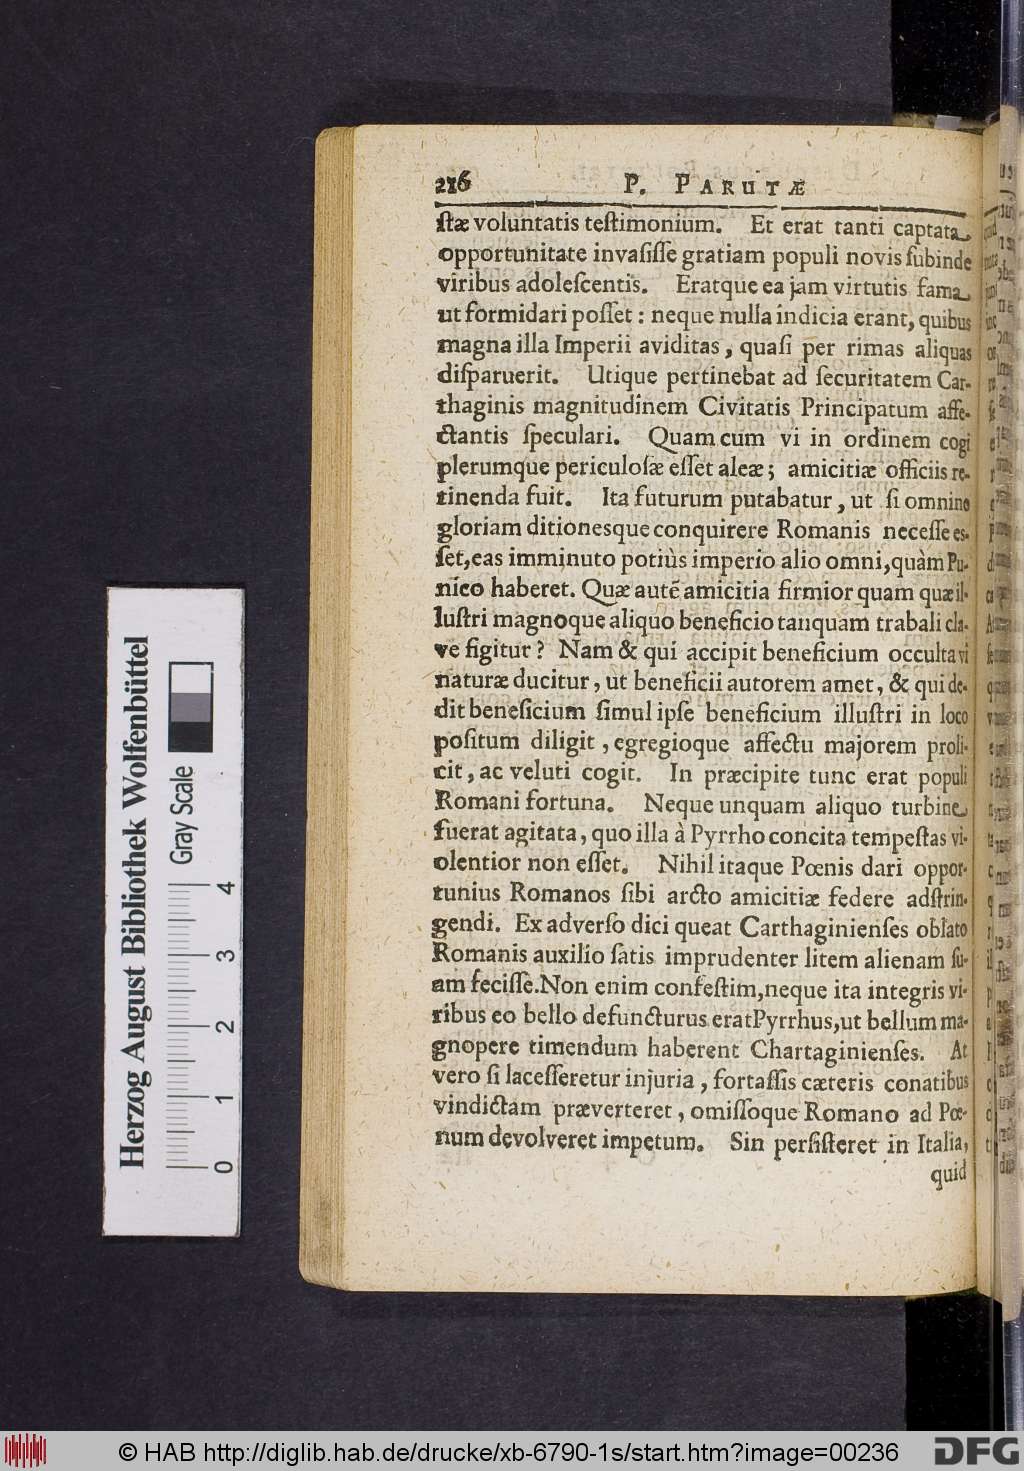 216 P. PARUTÆ
ſtæ voluntatis teſtimonium. Et erat tanti captata
opportunitate invaſiſſe gratiam populi novis ſubinde
viribus adoleſcentis. Eratque ea jam virtutis fama
ut formidari poſſet : neque nulla indicia erant, quibus
magna illa Imperii aviditas, quaſi per rimas aliquas
diſparuerit. Utique pertinebat ad ſecuritatem Car-
thaginis magnitudinem Civitatis Principatum affe-
ctantis ſpeculari. Quam cum vi in ordinem cogi
plerumque periculoſæ eſſet aleæ; amicitiæ officiis re-
tinenda fuit. Ita futurum putabatur, ut ſi omnino
gloriam ditionesque conquirere Romanis neceſſe es-
ſet, eas imminuto potiùs imperio alio omni, quàm Pu-
nico haberet. Quæ autē amicitia firmior quam quæ il-
luſtri magnoque aliquo beneficio tanquam trabali cla-
ve figitur? Nam & qui accipit beneficium occulta vi
naturæ ducitur, ut beneficii autorem amet, & qui de-
dit beneficium ſimul ipſe beneficium illuſtri in loco
poſitum diligit, egregioque affectu majorem proli-
cit, ac veluti cogit. In præcipite tunc erat populi
Romani fortuna. Neque unquam aliquo turbine
fuerat agitata, quo illa à Pyrrho concita tempeſtas vi-
olentior non eſſet. Nihil itaque Pœnis dari oppor-
tunius Romanos ſibi arcto amicitiæ federe adſtrin-
gendi. Ex adverſo dici queat Carthaginienſes oblato
Romanis auxilio ſatis imprudenter litem alienam ſu-
am feciſſe. Non enim confeſtim, neque ita integris vi-
ribus eo bello defuncturus erat Pyrrhus, ut bellum ma-
gnopere timendum haberent Chartaginienſes. At
vero ſi laceſſeretur injuria, fortaſſis cæteris conatibus
vindictam præverteret, omiſſoque Romano ad Pœ-
num devolveret impetum. Sin perſiſteret in Italia,
quid
Herzog August Bibliothek Wolfenbüttel
Gray Scale
0 1 2 3 4
© HAB http://diglib.hab.de/drucke/xb-6790-1s/start.htm?image=00236
DFG